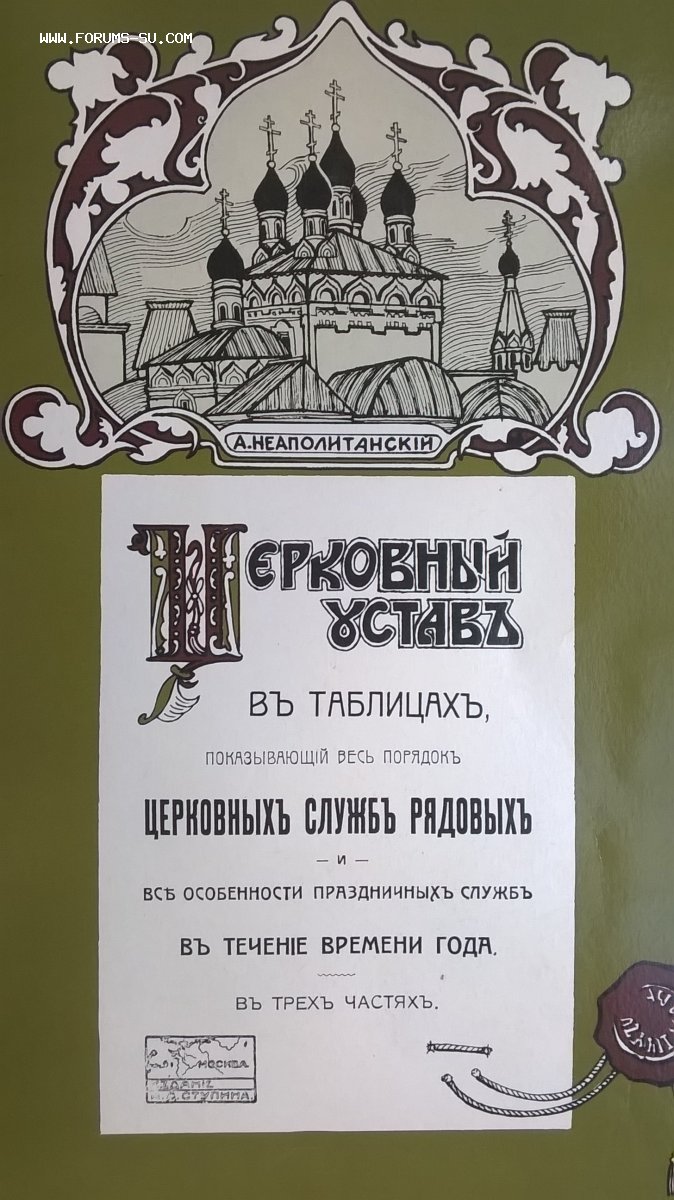 www.forums-su.com
А.НЕАПОЛИТАНСКІЙ
ЦЕРКОВНЫЙ
УСТАВЪ
ВЪ ТАБЛИЦАХЪ,
ПОКАЗЫВАЮЩІЙ ВЕСЬ ПОРЯДОКЪ
ЦЕРКОВНЫХЪ СЛУЖБЪ РЯДОВЫХЪ
— И —
ВСѢ ОСОБЕННОСТИ ПРАЗДНИЧНЫХЪ СЛУЖБЪ
ВЪ ТЕЧЕНІЕ ВРЕМЕНИ ГОДА.
ВЪ ТРЕХЪ ЧАСТЯХЪ.
МОСКВА
СТУПИНА.